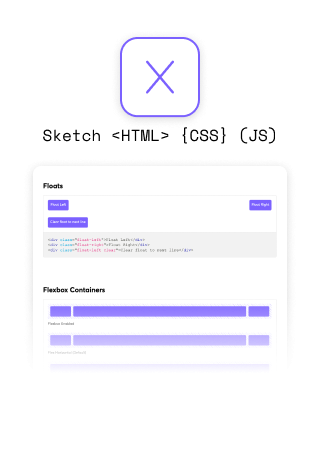 X
Sketch <HTML> {CSS} (JS)
Floats
Float Left
Float Right
Clear float to next line
<div class="float-left">Float Left</div>
<div class="float-right">Float Right</div>
<div class="float-left clear">Clear float to next line</div>
Flexbox Containers
Flexbox Enabled